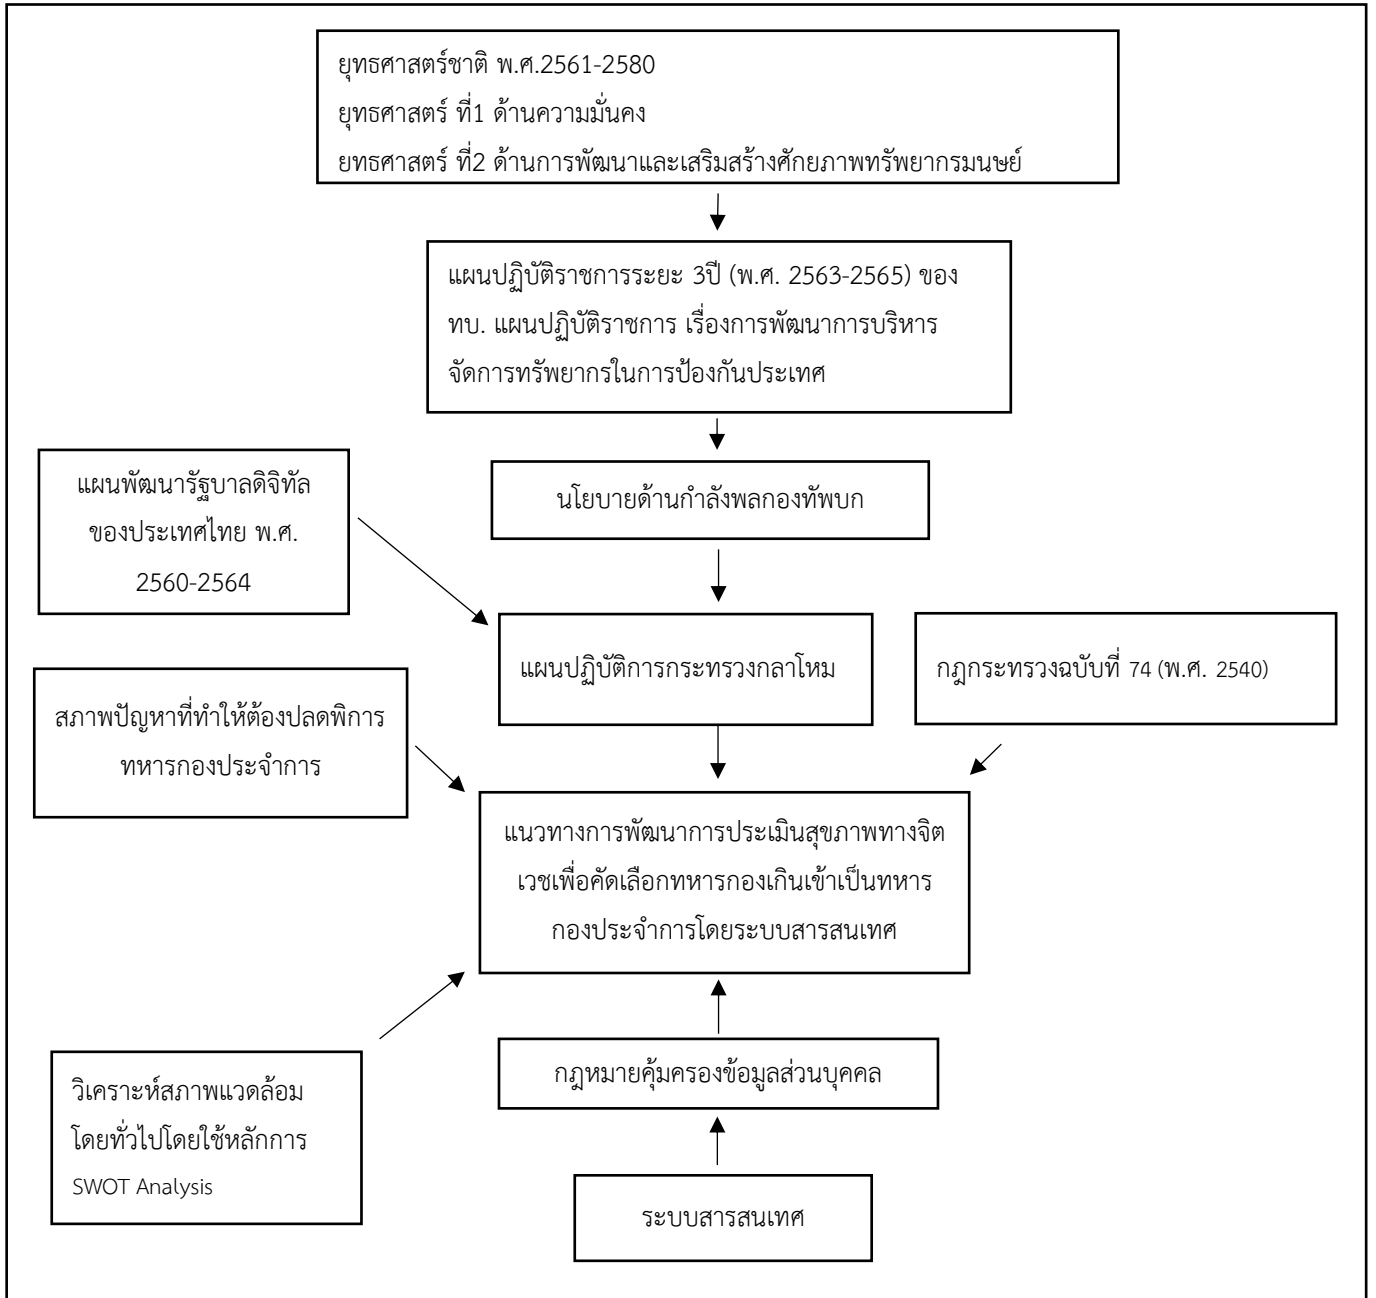 ยุทธศาสตร์ชาติ พ.ศ.2561-2580
ยุทธศาสตร์ ที่1 ด้านความมั่นคง
ยทธศาสตร์ ที่2 ด้านการพัฒนาและเสริมสร้างศักยภาพทรัพยากรมนษย์
แผนปฏิบัติราชการระยะ 3ปี (พ.ศ. 2563-2565) ของ
ทบ. แผนปฏิบัติราชการ เรื่องการพัฒนาการบริหาร
จัดการทรัพยากรในการป้องกันประเทศ
นโยบายด้านกำลังพลกองทัพบก
แผนพัฒนารัฐบาลดิจิทัล
ของประเทศไทย พ.ศ.
2560-2564
แผนปฏิบัติการกระทรวงกลาโหม
กฎกระทรวงฉบับที่ 74 (พ.ศ. 2540)
สภาพปัญหาที่ทำให้ต้องปลดพิการ
ทหารกองประจำการ
แนวทางการพัฒนาการประเมินสุขภาพทางจิต
เวชเพื่อคัดเลือกทหารกองเกินเข้าเป็นทหาร
กองประจำการโดยระบบสารสนเทศ
กฎหมายคุ้มครองข้อมูลส่วนบุคคล
วิเคราะห์สภาพแวดล้อม
โดยทั่วไปโดยใช้หลักการ
SWOT Analysis
ระบบสารสนเทศ